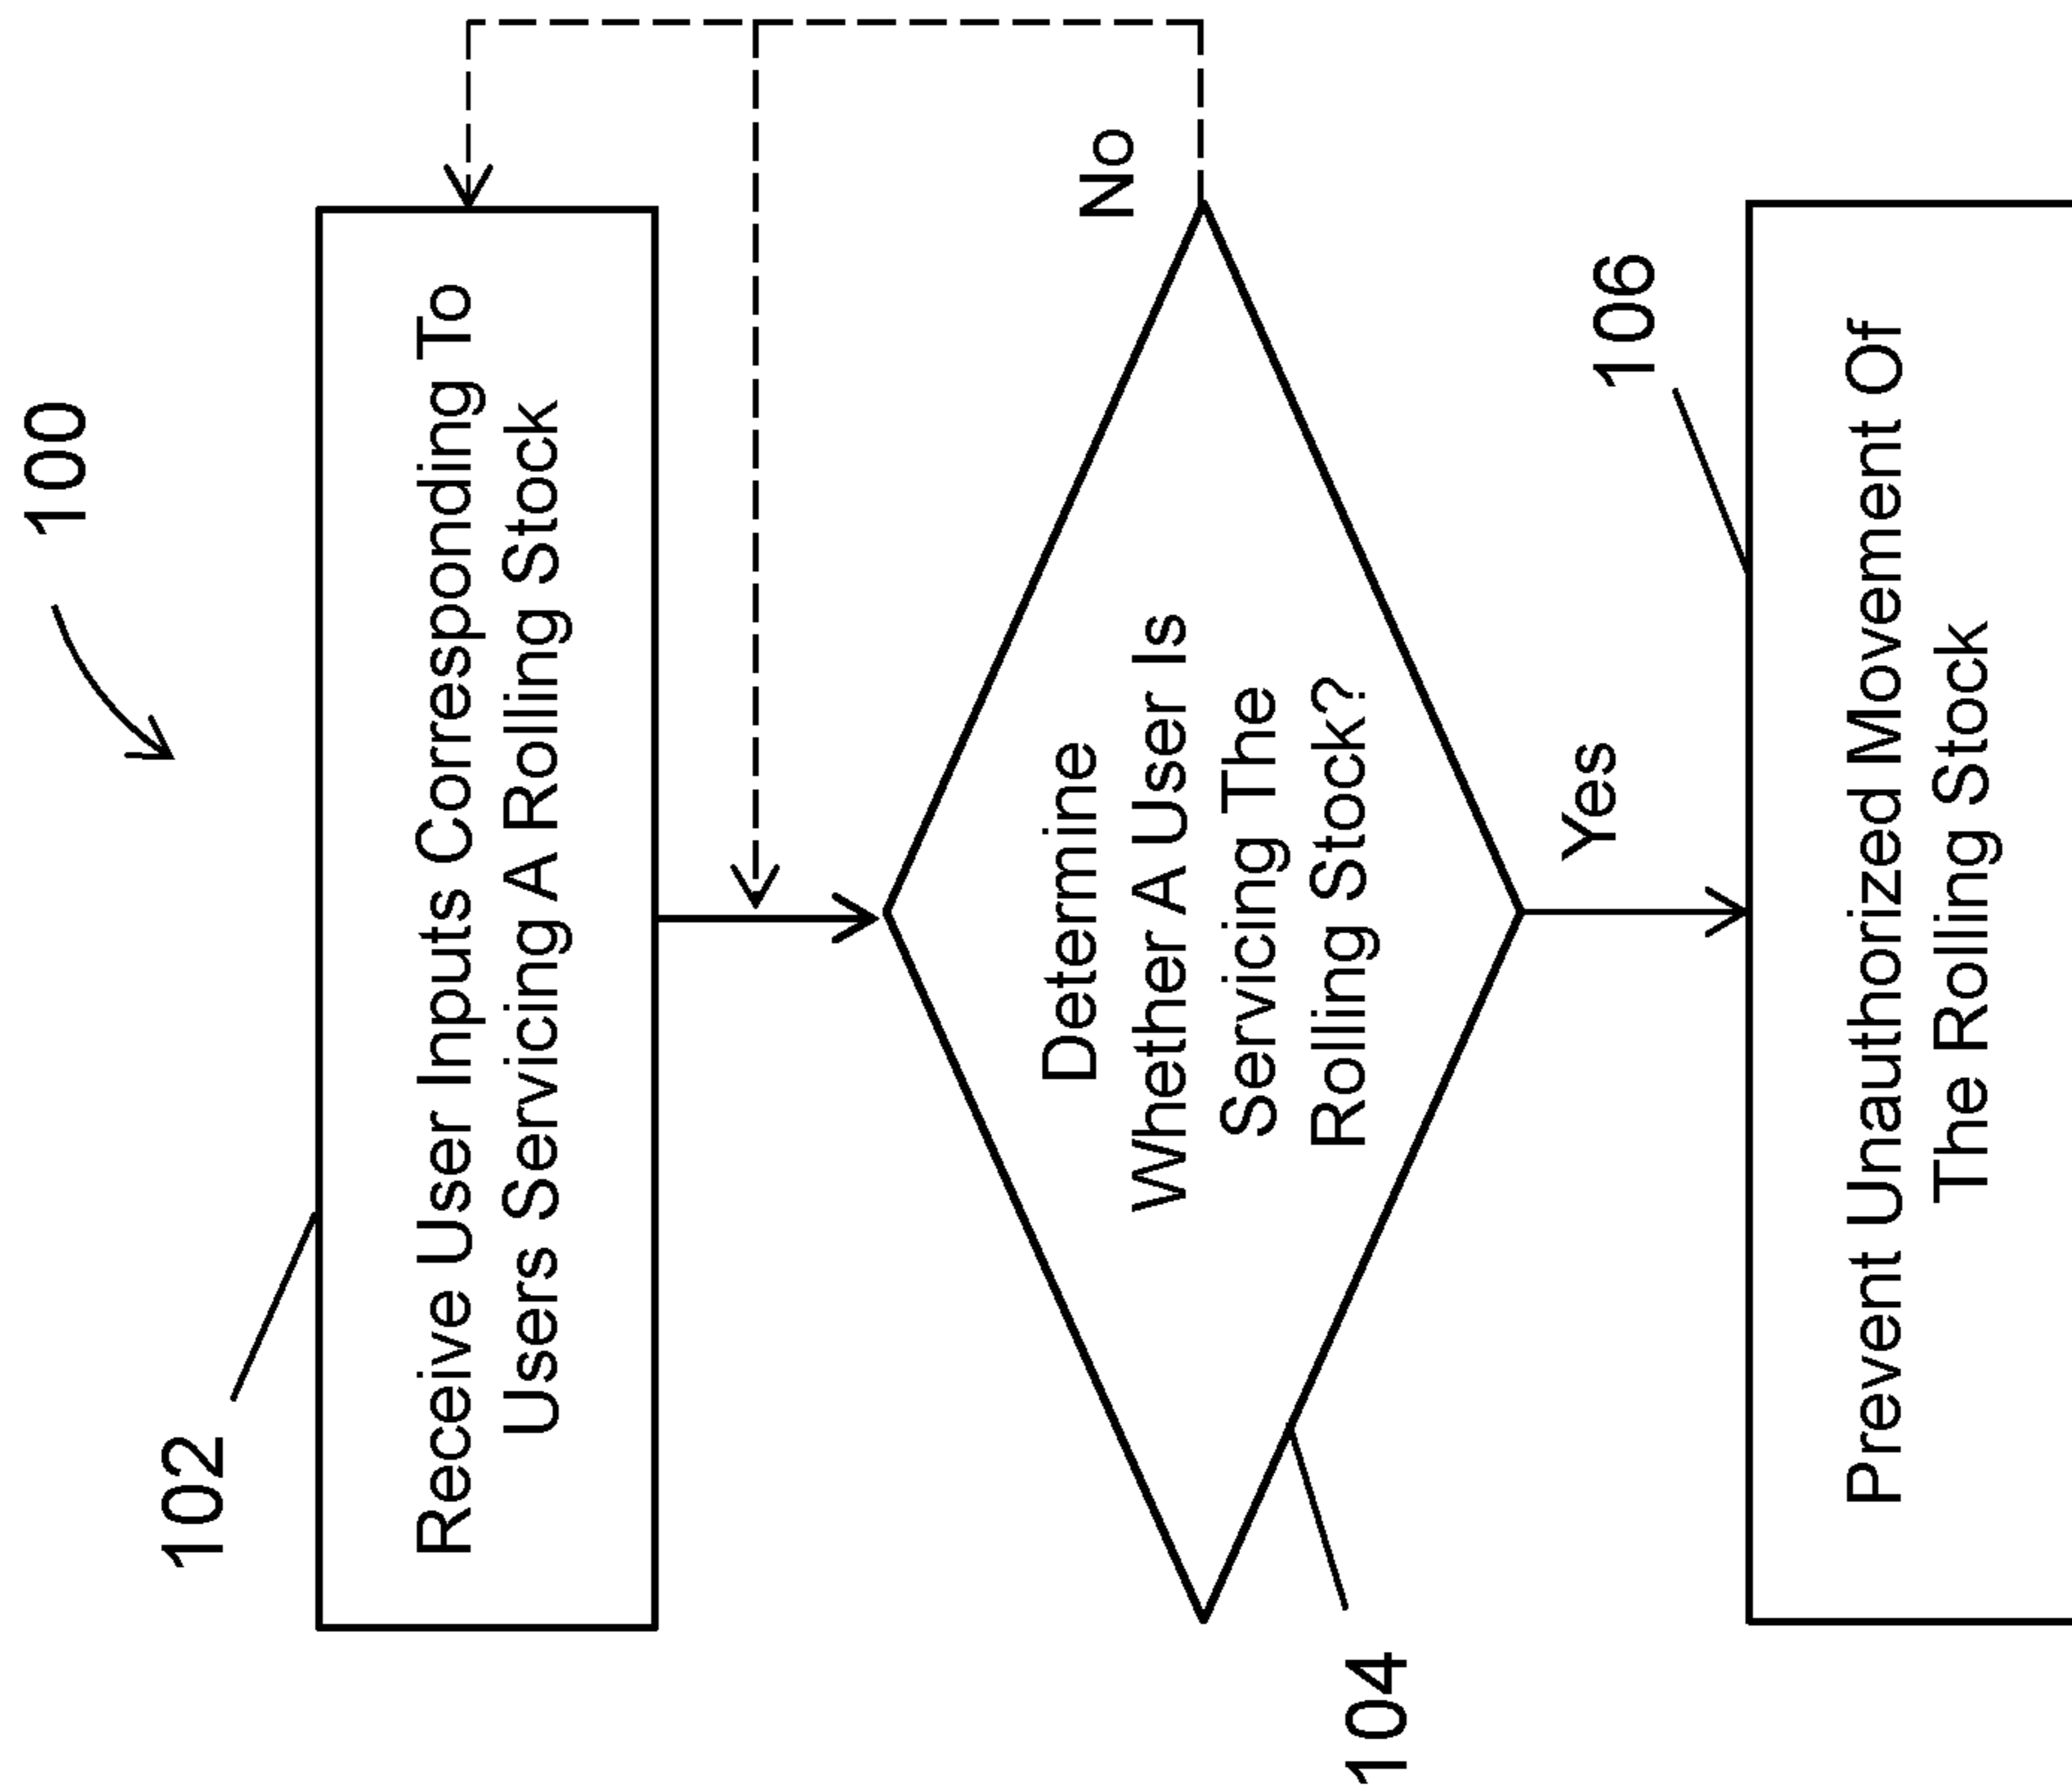 100
102
Receive User Inputs Corresponding To
Users Servicing A Rolling Stock
Determine
Whether A User Is
Servicing The
Rolling Stock?
No
104
Yes
106
Prevent Unauthorized Movement Of
The Rolling Stock